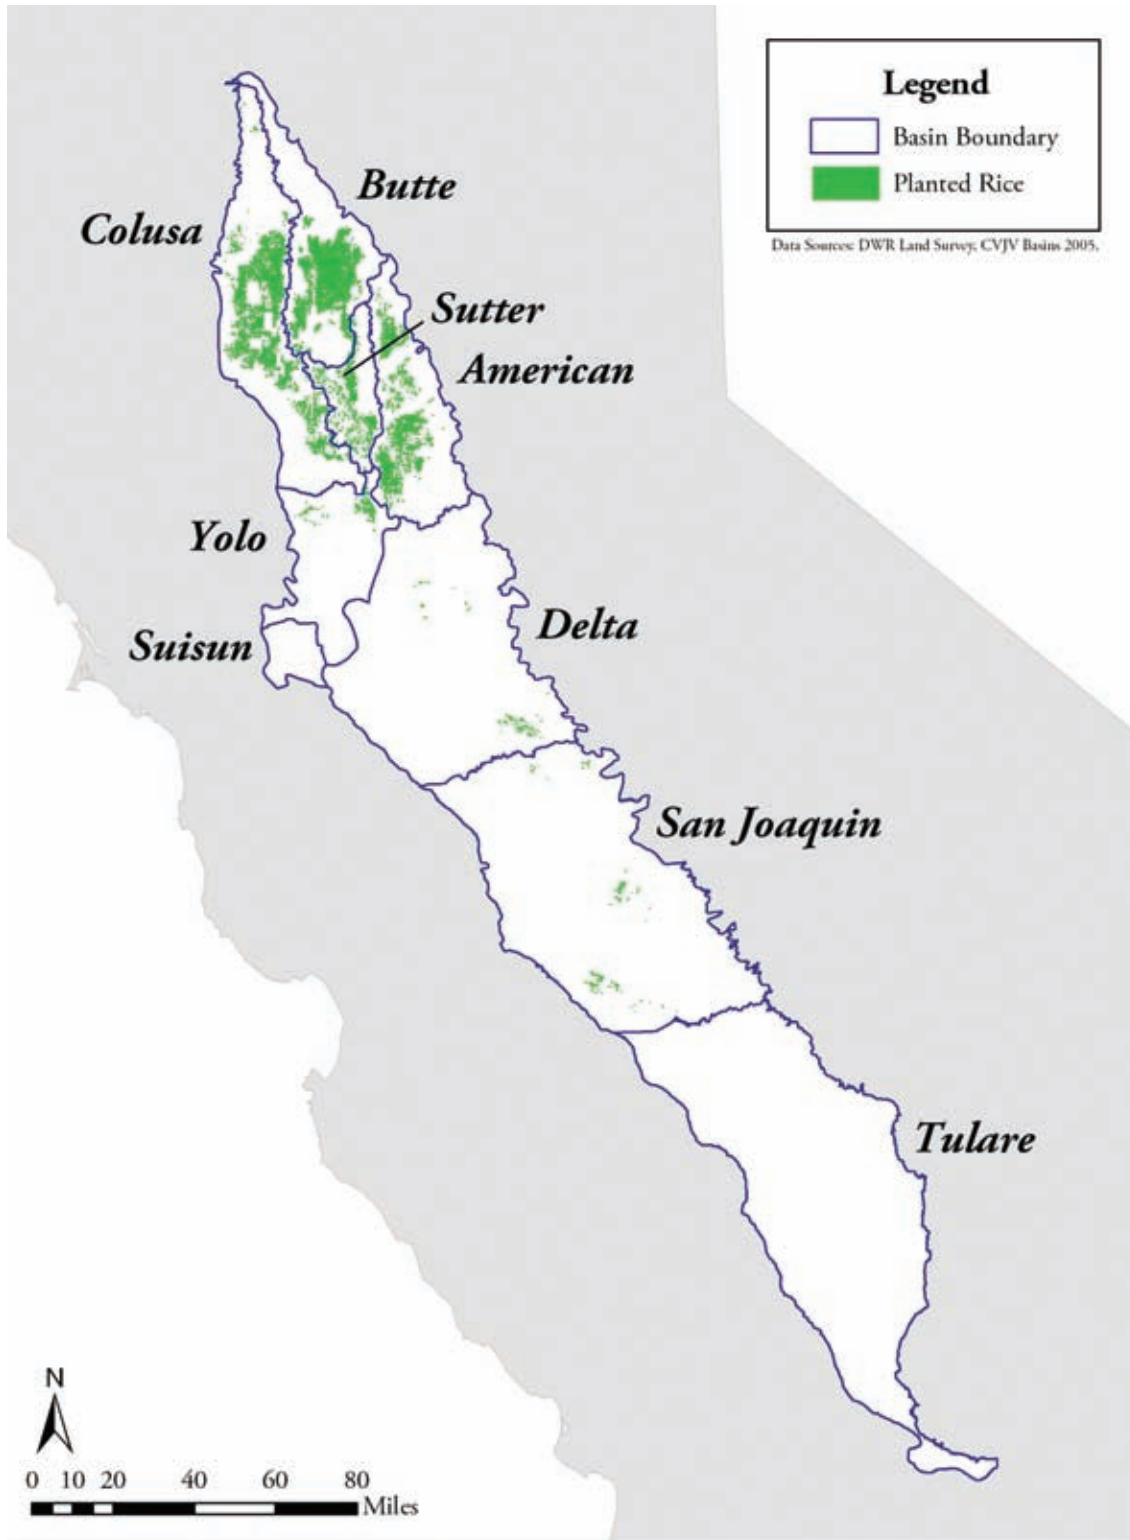 Legend
Basin Boundary
Planted Rice
Data Sources: DWR Land Survey, CVJV Basins 2005.
Butte
Colusa
Sutter
American
Yolo
Delta
Suisun
San Joaquin
Tulare
N
0 10 20 40 60 80
Miles